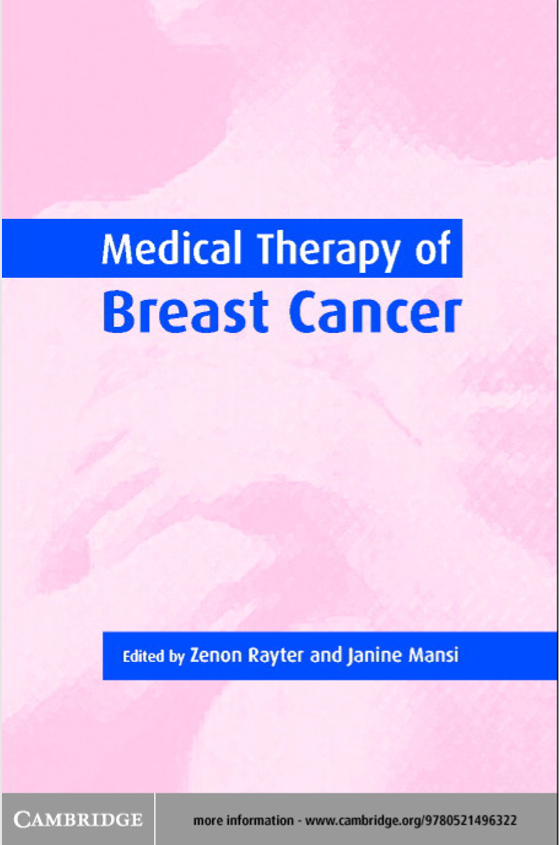 Medical Therapy of
Breast Cancer
Edited by Zenon Rayter and Janine Mansi
CAMBRIDGE
more information - www.cambridge.org/9780521496322